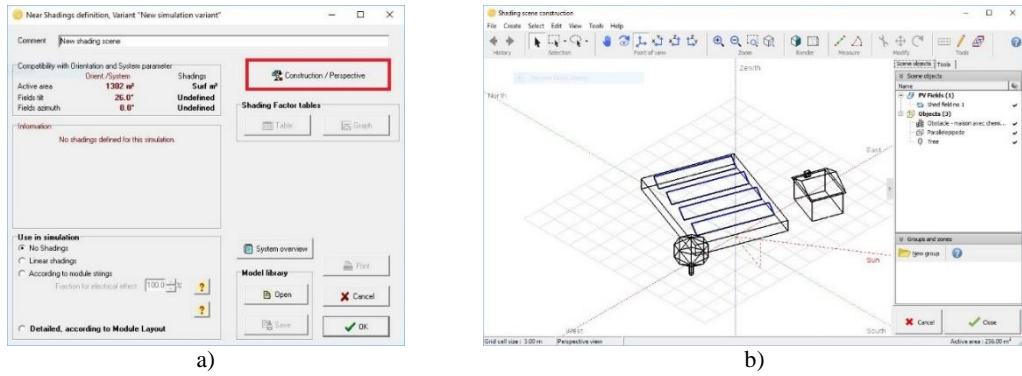 Near Shadings definition, Variant "New simulation variant"
Comment New shading scene
Compatibility with Orientation and System parameter
Orient./System Shadings
Active area 1302 m² Surf m²
Fields tilt 26.0° Undefined
Fields azimuth 0.0° Undefined
Information
No shadings defined for this simulation.
Use in simulation
No Shadings
Linear shadings
According to module strings
Fraction for electrical effect 100.0 %
Detailed, according to Module Layout
Construction / Perspective
Shading Factor tables
Table Graph
System overview
Print
Model library
Open Cancel
Save OK
a)
Shading scene construction
File Create Select Edit View Tools Help
History Selection Point of view Zoom Render Measure Modify Tools
Zenith
North
East
Sun
West
South
Scene objects Tools
Scene objects
Name
PV Fields (1)
Shed field no 1
Objects (3)
Obstacle - maison avec chemi...
Parallelepipede
Tree
Groups and zones
New group
Cancel Close
Grid cell size : 5.00 m Perspective view Active area : 256.00 m²
b)